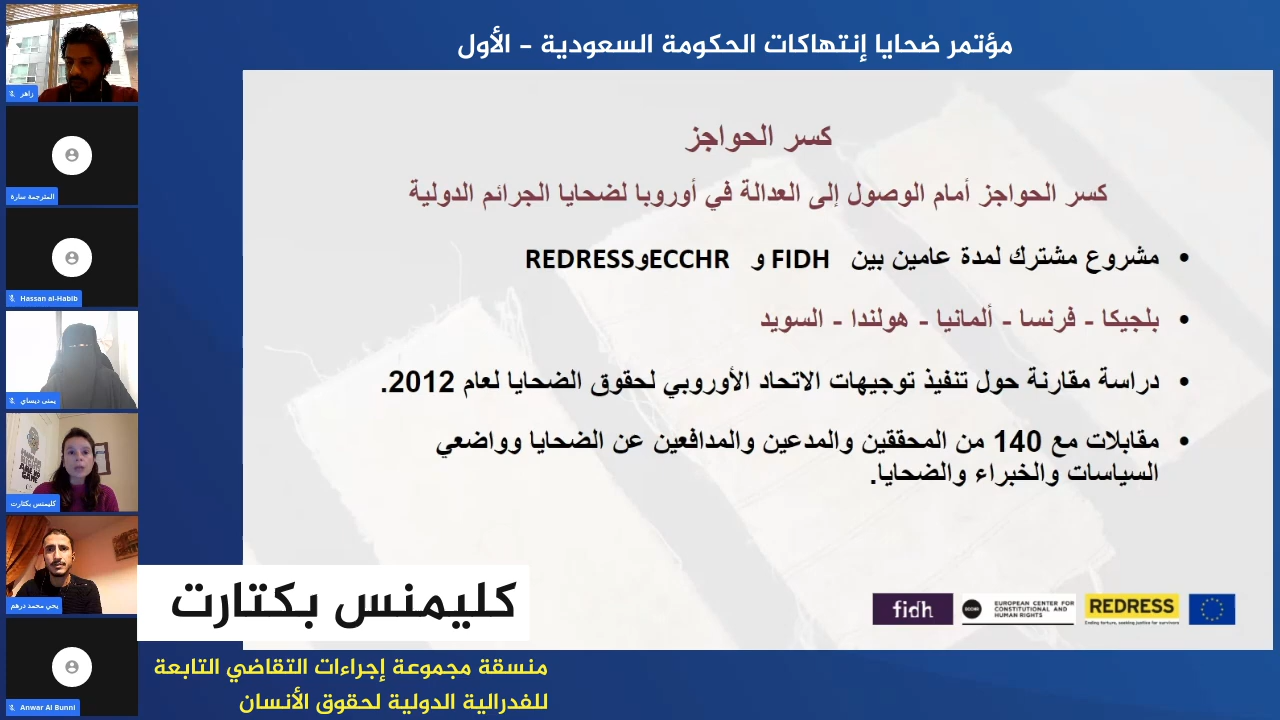 مؤتمر ضحايا إنتهاكات الحكومة السعودية - الأول
كسر الحواجز
كسر الحواجز أمام الوصول إلى العدالة في أوروبا لضحايا الجرائم الدولية
• مشروع مشترك لمدة عامين بين FIDH و ECCHRوREDRESS
• بلجيكا - فرنسا - ألمانيا - هولندا - السويد
• دراسة مقارنة حول تنفيذ توجيهات الاتحاد الأوروبي لحقوق الضحايا لعام 2012.
• مقابلات مع 140 من المحققين والمدعين والمدافعين عن الضحايا وواضعي
السياسات والخبراء والضحايا.
fidh
ECCHR
EUROPEAN CENTER FOR
CONSTITUTIONAL AND
HUMAN RIGHTS
REDRESS
Ending torture, seeking justice for survivors
كليمنس بكتارت
منسقة مجموعة إجراءات التقاضي التابعة
للفدرالية الدولية لحقوق الأنسان
زاهر
المترجمة سارة
Hassan al-Habib
يمنى ديساي
كليمنس بكتارت
يحي محمد درهم
Anwar Al Bunni